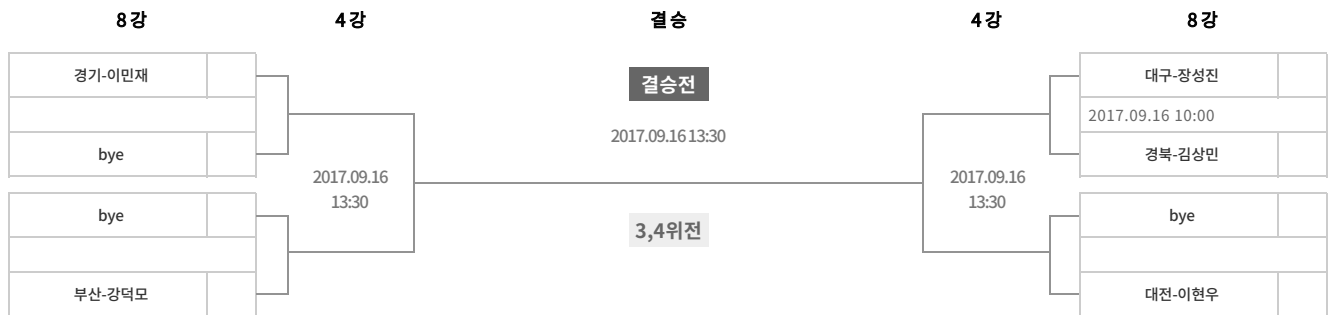 8강 4강 결승 4강 8강
경기-이민재
bye
2017.09.16
13:30
bye
부산-강덕모
결승전
2017.09.16 13:30
3,4위전
대구-장성진
2017.09.16 10:00
경북-김상민
2017.09.16
13:30
bye
대전-이현우